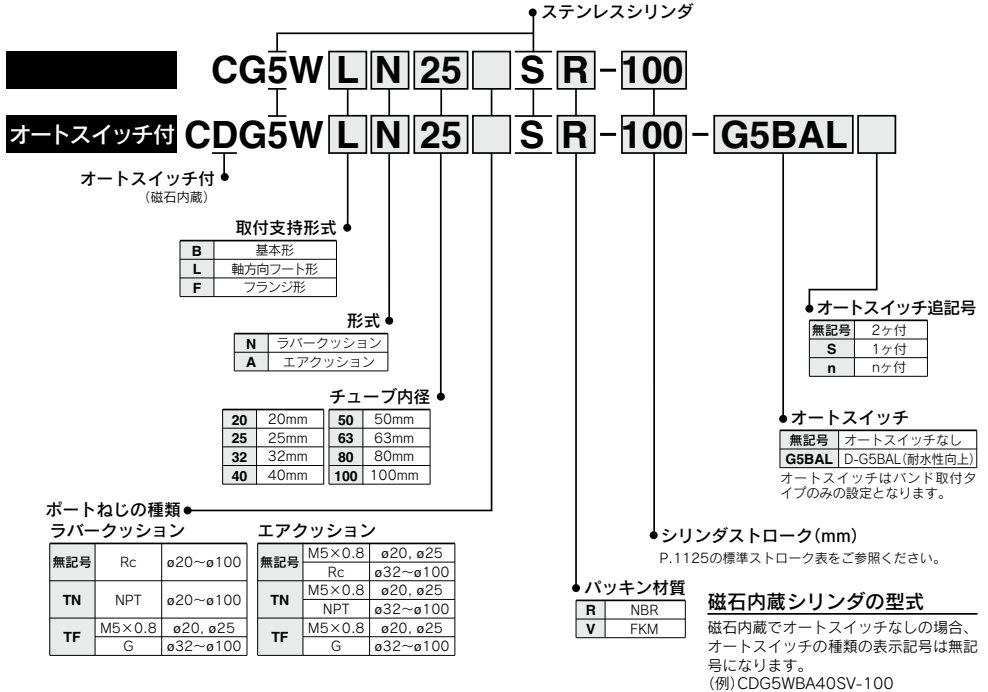 ステンレスシリンダ
CG5W L N 25 S R - 100
オートスイッチ付 CDG5W L N 25 S R - 100 - G5BAL
オートスイッチ付
(磁石内蔵)
取付支持形式
B 基本形
L 軸方向フート形
F フランジ形
形式
N ラバークッション
A エアクッション
チューブ内径
20 20mm 50 50mm
25 25mm 63 63mm
32 32mm 80 80mm
40 40mm 100 100mm
ポートねじの種類
ラバークッション
無記号 Rc ø20〜ø100
TN NPT ø20〜ø100
TF M5×0.8 ø20, ø25
G ø32〜ø100
エアクッション
無記号 M5×0.8 ø20, ø25
Rc ø32〜ø100
TN M5×0.8 ø20, ø25
NPT ø32〜ø100
TF M5×0.8 ø20, ø25
G ø32〜ø100
オートスイッチ追記号
無記号 2ヶ付
S 1ヶ付
n nヶ付
オートスイッチ
無記号 オートスイッチなし
G5BAL D-G5BAL(耐水性向上)
オートスイッチはバンド取付タ
イプのみの設定となります。
シリンダストローク(mm)
P.1125の標準ストローク表をご参照ください。
パッキン材質
R NBR
V FKM
磁石内蔵シリンダの型式
磁石内蔵でオートスイッチなしの場合、
オートスイッチの種類の表示記号は無記
号になります。
(例)CDG5WBA40SV-100